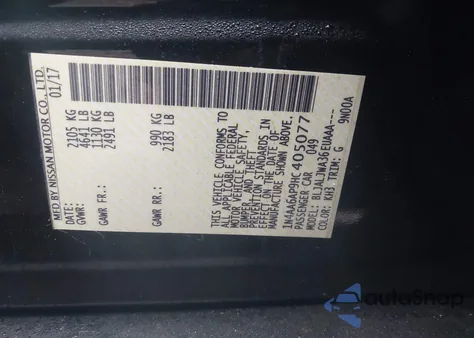 MFD BY NISSAN MOTOR CO., LTD.
01/17
GVWR: 2105 KG
4641 LB
GAWR FR: 1130 KG
2491 LB
GAWR RR: 990 KG
2183 LB
THIS VEHICLE CONFORMS TO
ALL APPLICABLE FEDERAL
MOTOR VEHICLE SAFETY,
BUMPER, AND THEFT
PREVENTION STANDARDS IN
EFFECT ON THE DATE OF
MANUFACTURE SHOWN ABOVE.
1N4AA6AP9HC405077
PASSENGER CAR U49
BLJALJWA36EUAAA---
COLOR: KH3 TRIM: G 9N00A
AutoSnap